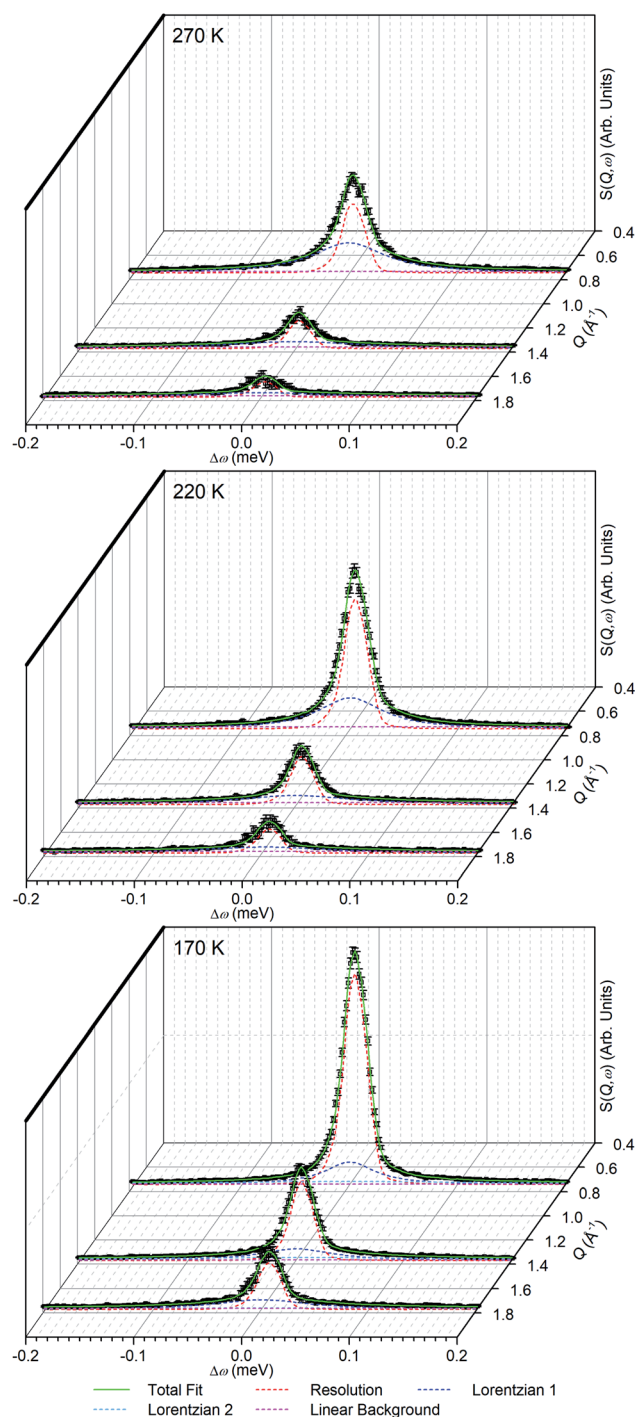 270 K
S(Q,ω) (Arb. Units)
0.4
0.6
0.8
1.0
1.2
1.4
1.6
1.8
Q (Å⁻¹)
-0.2 -0.1 0.0 0.1 0.2
Δω (meV)
220 K
S(Q,ω) (Arb. Units)
0.4
0.6
0.8
1.0
1.2
1.4
1.6
1.8
Q (Å⁻¹)
-0.2 -0.1 0.0 0.1 0.2
Δω (meV)
170 K
S(Q,ω) (Arb. Units)
0.4
0.6
0.8
1.0
1.2
1.4
1.6
1.8
Q (Å⁻¹)
-0.2 -0.1 0.0 0.1 0.2
Δω (meV)
Total Fit Resolution Lorentzian 1
Lorentzian 2 Linear Background